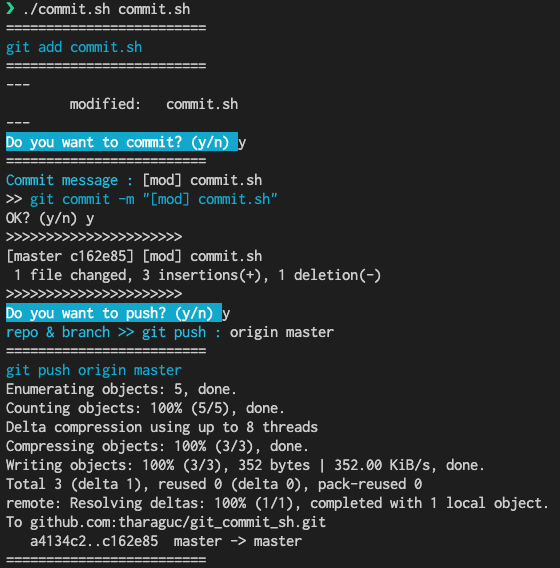 ❯ ./commit.sh commit.sh
=========================
git add commit.sh
=========================
---
        modified:   commit.sh
---
Do you want to commit? (y/n) y
=========================
Commit message : [mod] commit.sh
>> git commit -m "[mod] commit.sh"
OK? (y/n) y
>>>>>>>>>>>>>>>>>>>>>>
[master c162e85] [mod] commit.sh
 1 file changed, 3 insertions(+), 1 deletion(-)
>>>>>>>>>>>>>>>>>>>>>>
Do you want to push? (y/n) y
repo & branch >> git push : origin master
=========================
git push origin master
Enumerating objects: 5, done.
Counting objects: 100% (5/5), done.
Delta compression using up to 8 threads
Compressing objects: 100% (3/3), done.
Writing objects: 100% (3/3), 352 bytes | 352.00 KiB/s, done.
Total 3 (delta 1), reused 0 (delta 0), pack-reused 0
remote: Resolving deltas: 100% (1/1), completed with 1 local object.
To github.com:tharaguc/git_commit_sh.git
   a4134c2..c162e85  master -> master
=========================